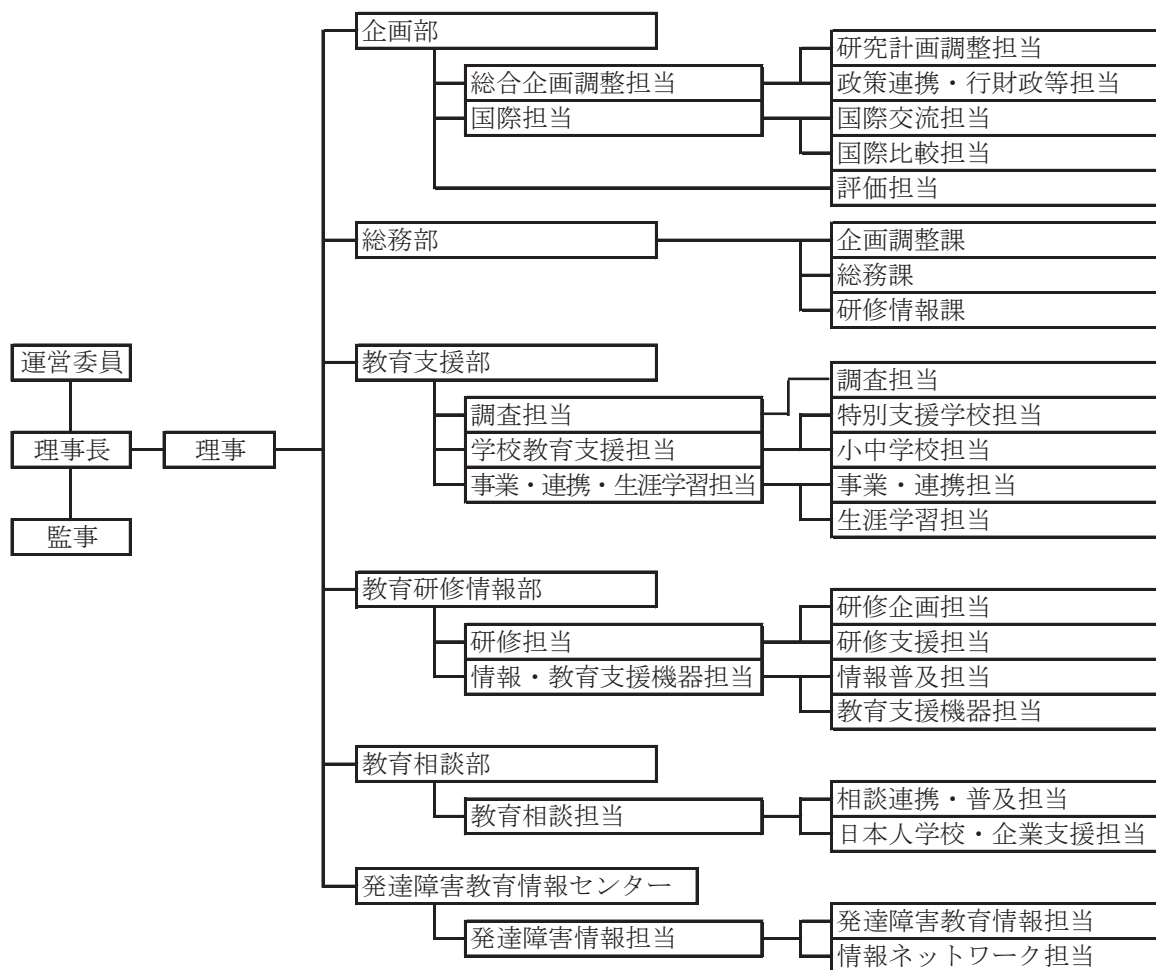 運営委員
理事長
監事
理事
企画部
総合企画調整担当
国際担当
研究計画調整担当
政策連携・行財政等担当
国際交流担当
国際比較担当
評価担当
総務部
企画調整課
総務課
研修情報課
教育支援部
調査担当
学校教育支援担当
事業・連携・生涯学習担当
調査担当
特別支援学校担当
小中学校担当
事業・連携担当
生涯学習担当
教育研修情報部
研修担当
情報・教育支援機器担当
研修企画担当
研修支援担当
情報普及担当
教育支援機器担当
教育相談部
教育相談担当
相談連携・普及担当
日本人学校・企業支援担当
発達障害教育情報センター
発達障害情報担当
発達障害教育情報担当
情報ネットワーク担当